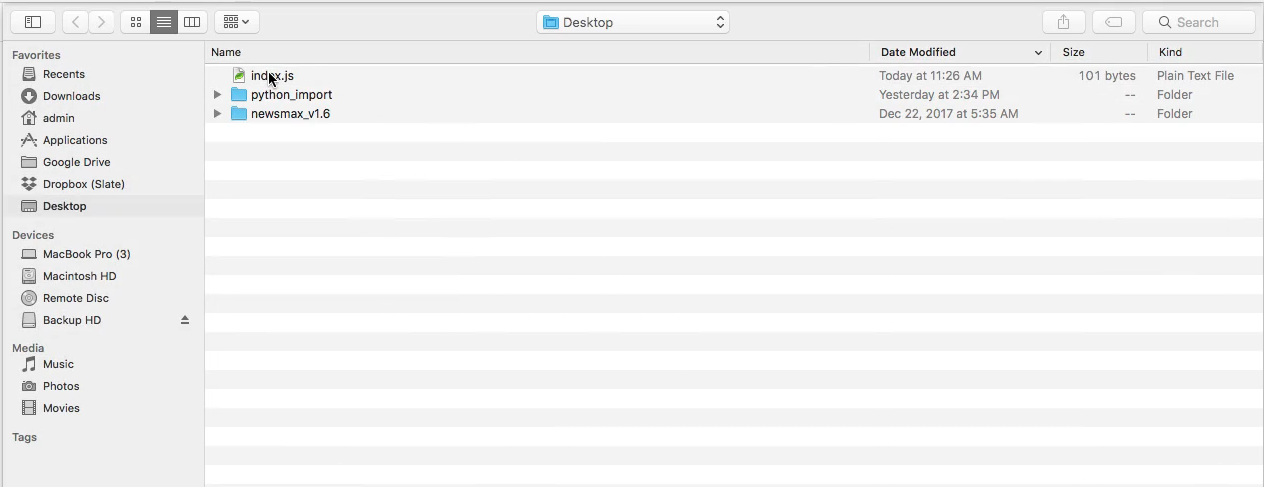 Desktop
Search
Favorites
Recents
Downloads
admin
Applications
Google Drive
Dropbox (Slate)
Desktop
Devices
MacBook Pro (3)
Macintosh HD
Remote Disc
Backup HD
Media
Music
Photos
Movies
Tags
Name Date Modified Size Kind
index.js Today at 11:26 AM 101 bytes Plain Text File
python_import Yesterday at 2:34 PM -- Folder
newsmax_v1.6 Dec 22, 2017 at 5:35 AM -- Folder